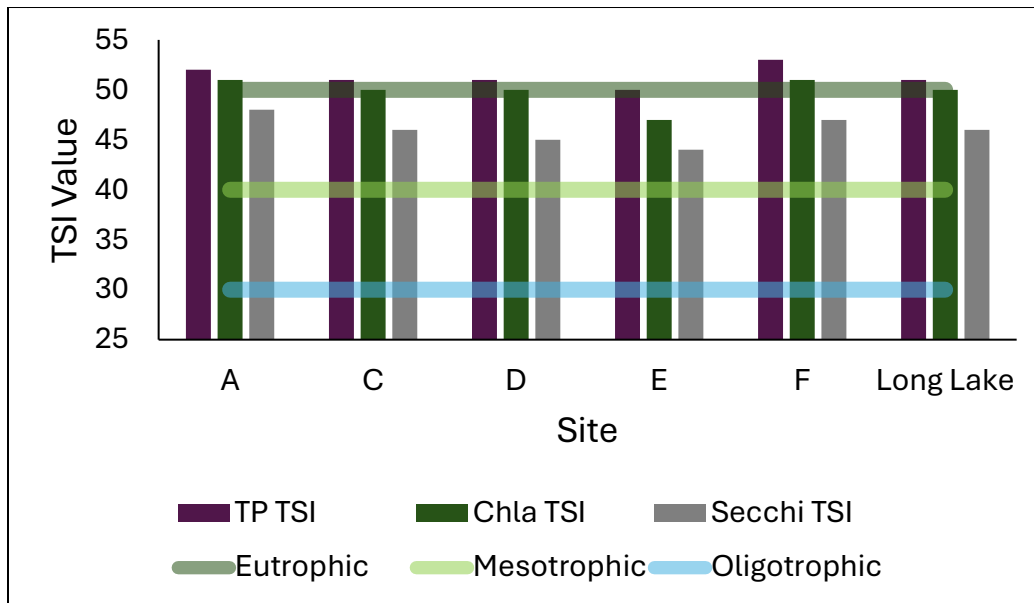 55
50
45
40
35
30
25
TSI Value
A C D E F Long Lake
Site
TP TSI Chla TSI Secchi TSI
Eutrophic Mesotrophic Oligotrophic